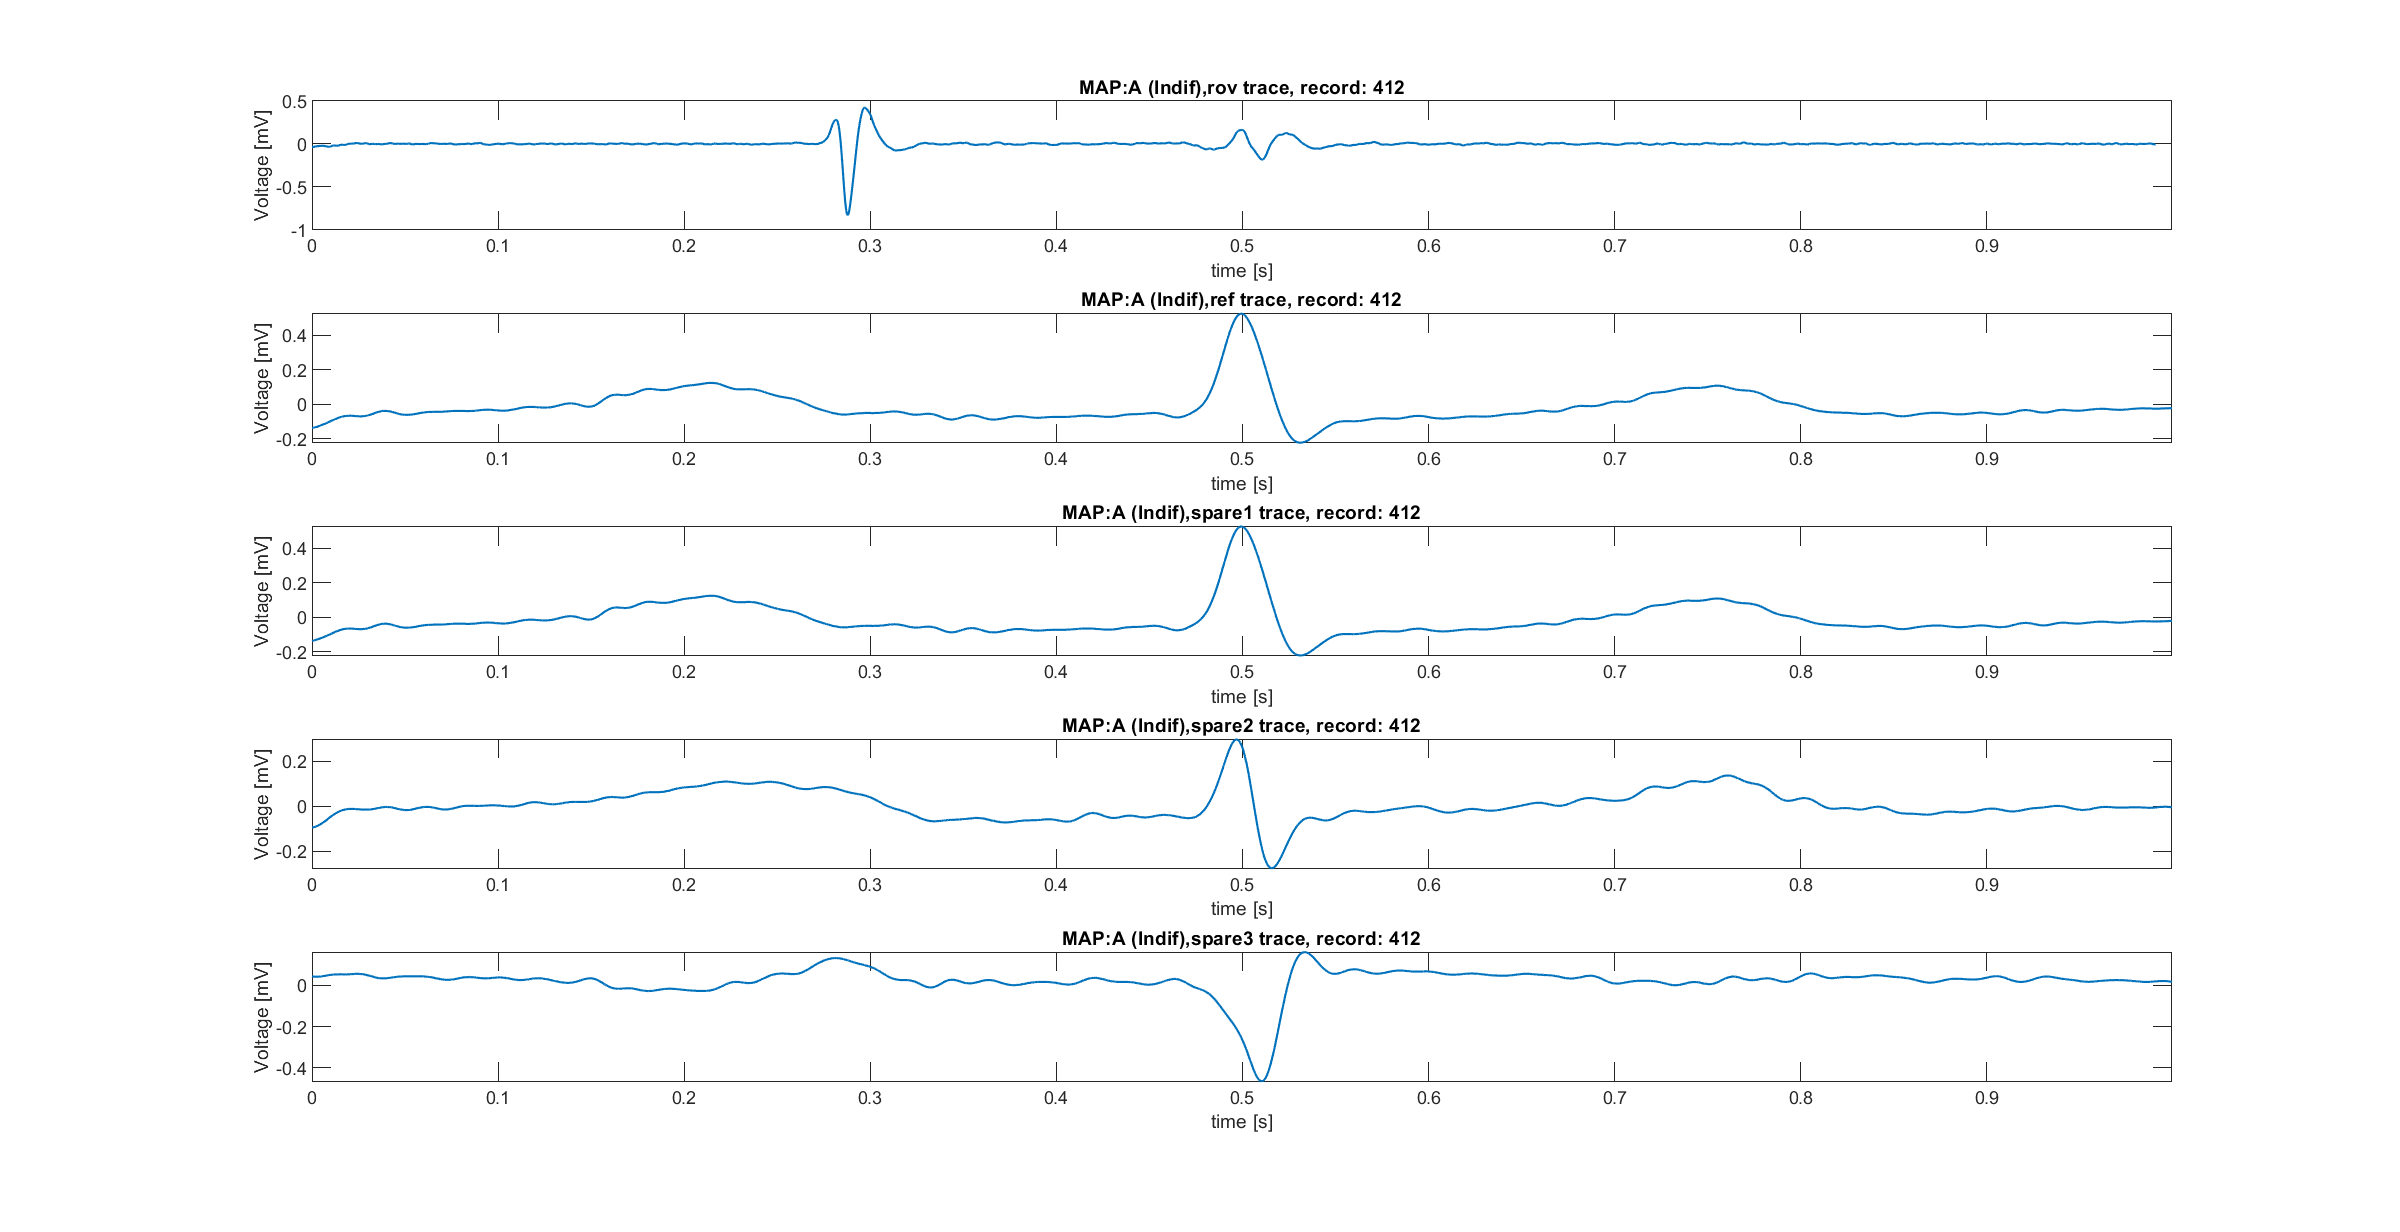 MAP:A (Indif),rov trace, record: 412
Voltage [mV]
0.5
0
-0.5
-1
0 0.1 0.2 0.3 0.4 0.5 0.6 0.7 0.8 0.9
time [s]
MAP:A (Indif),ref trace, record: 412
Voltage [mV]
0.4
0.2
0
-0.2
0 0.1 0.2 0.3 0.4 0.5 0.6 0.7 0.8 0.9
time [s]
MAP:A (Indif),spare1 trace, record: 412
Voltage [mV]
0.4
0.2
0
-0.2
0 0.1 0.2 0.3 0.4 0.5 0.6 0.7 0.8 0.9
time [s]
MAP:A (Indif),spare2 trace, record: 412
Voltage [mV]
0.2
0
-0.2
0 0.1 0.2 0.3 0.4 0.5 0.6 0.7 0.8 0.9
time [s]
MAP:A (Indif),spare3 trace, record: 412
Voltage [mV]
0
-0.2
-0.4
0 0.1 0.2 0.3 0.4 0.5 0.6 0.7 0.8 0.9
time [s]